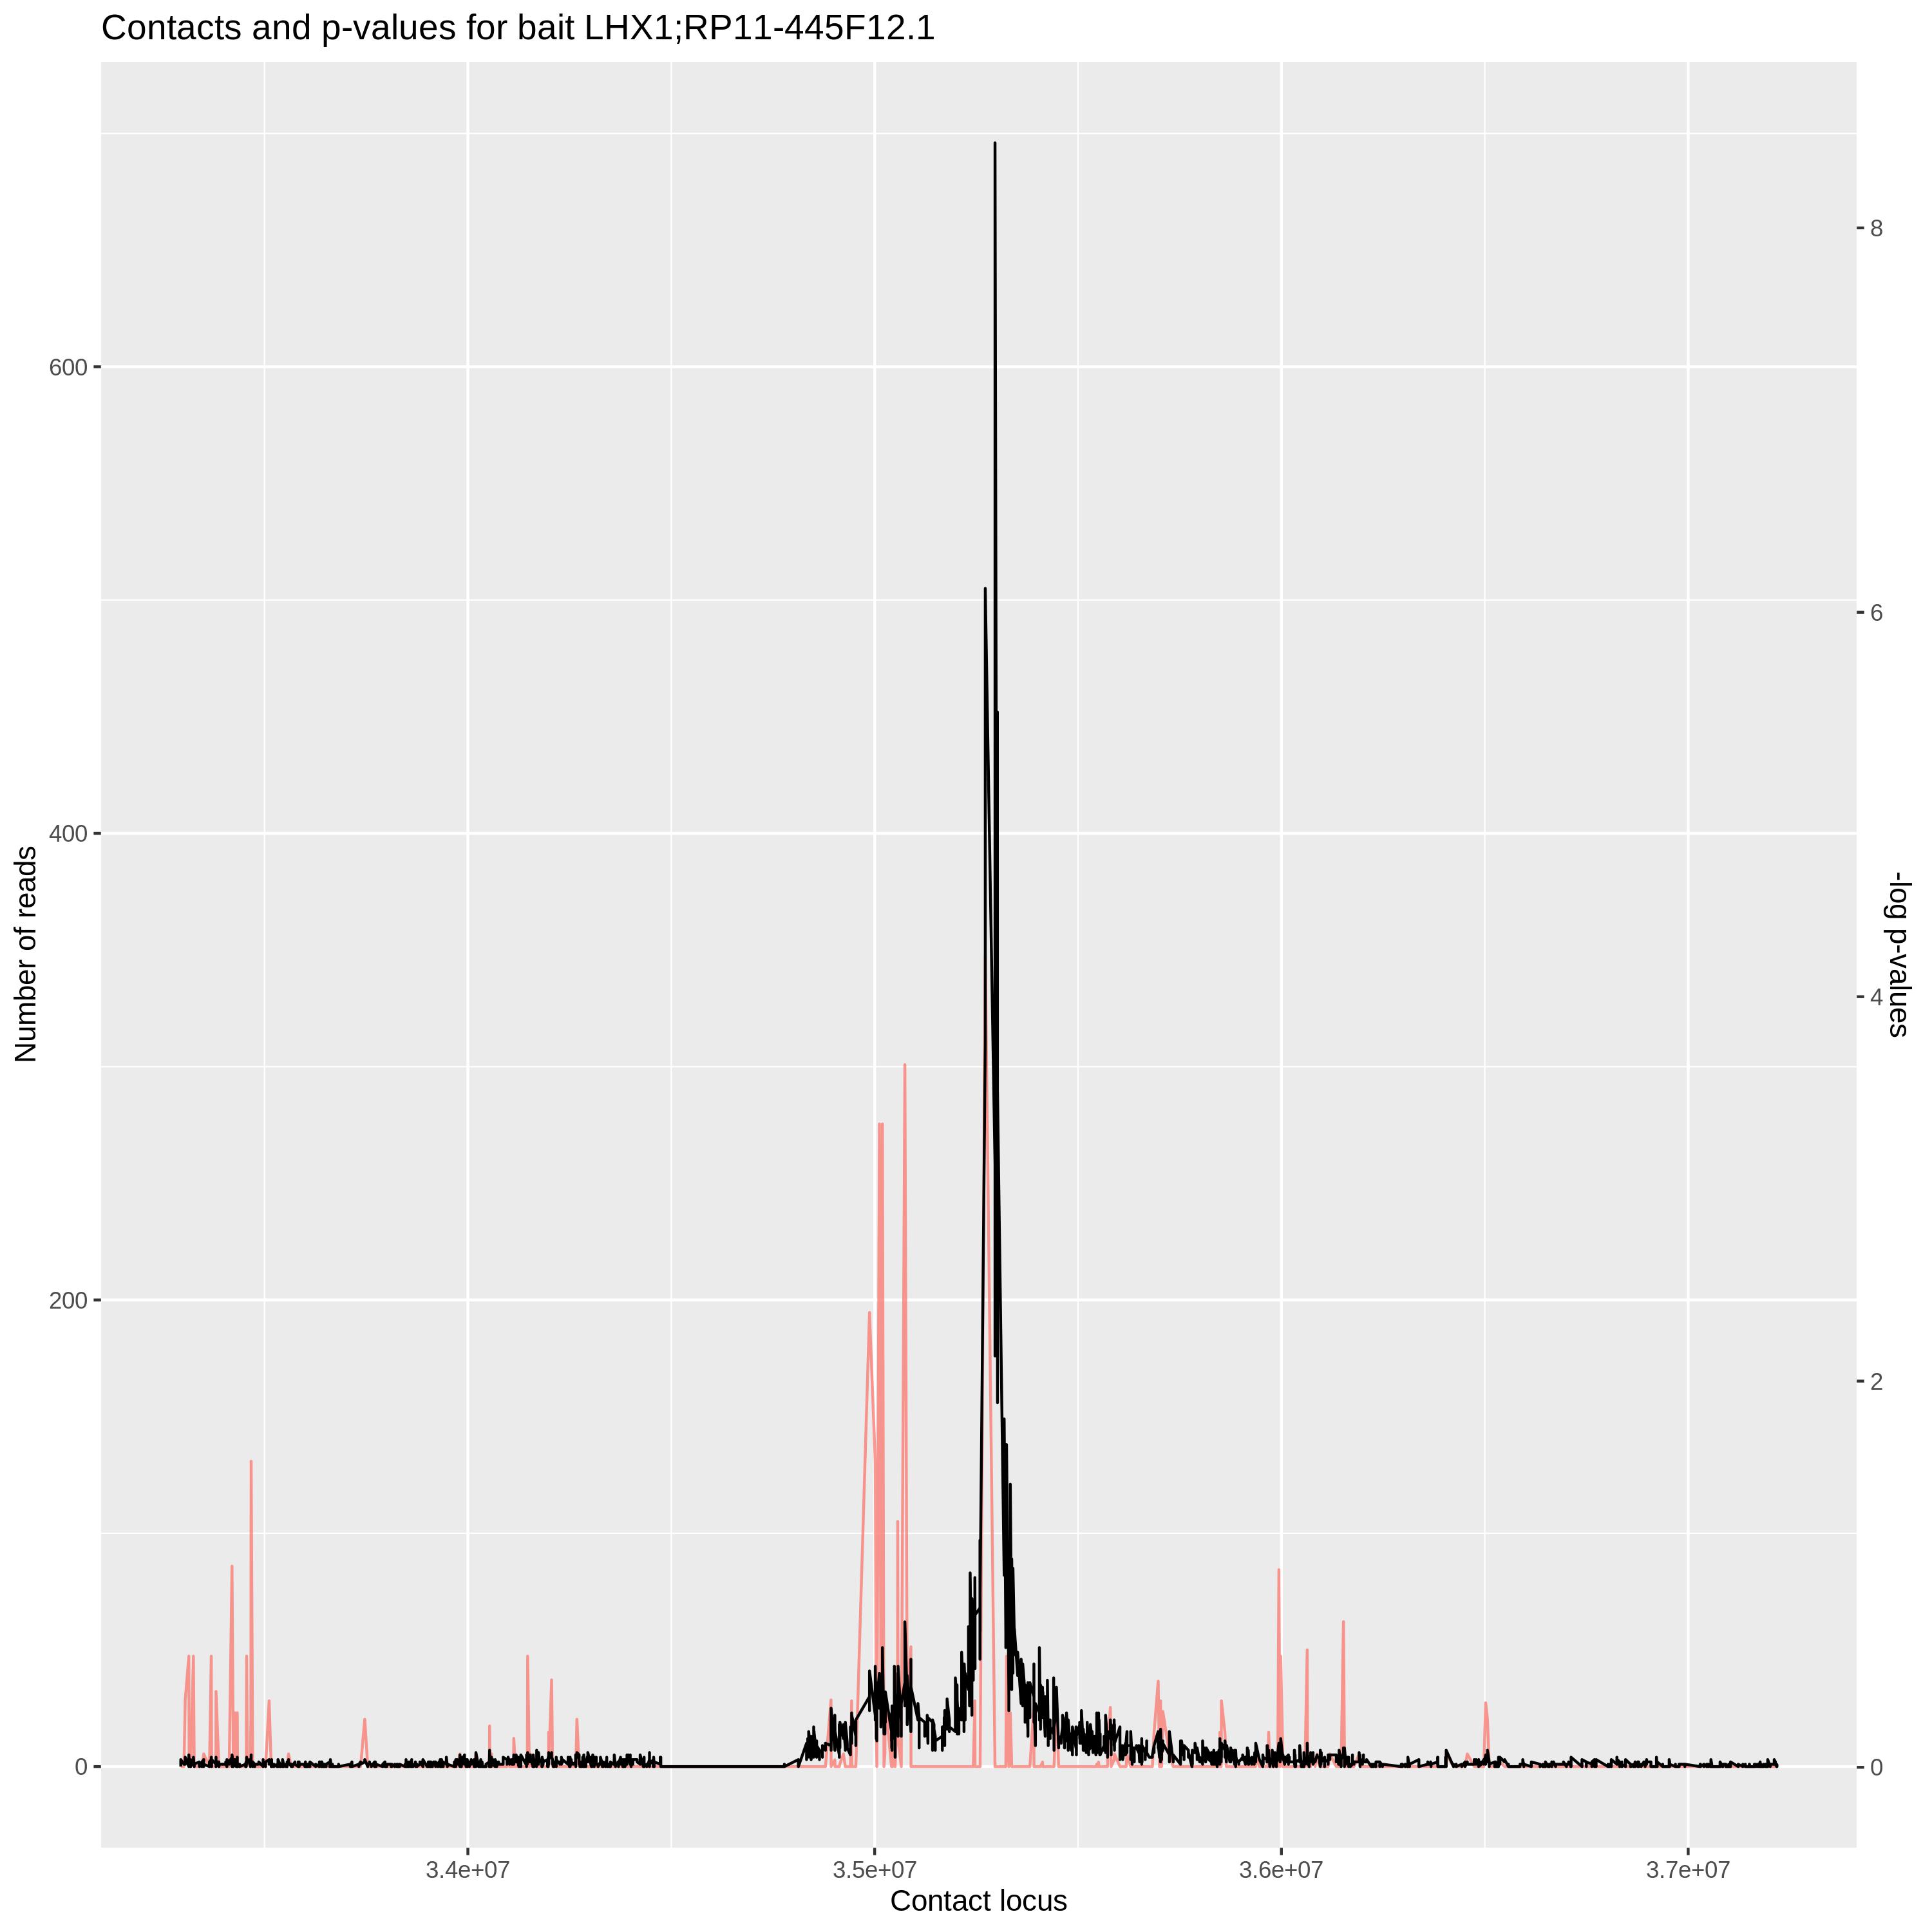 Contacts and p-values for bait LHX1;RP11-445F12.1
600
400
200
0
Number of reads
8
6
4
2
0
-log p-values
3.4e+07
3.5e+07
3.6e+07
3.7e+07
Contact locus